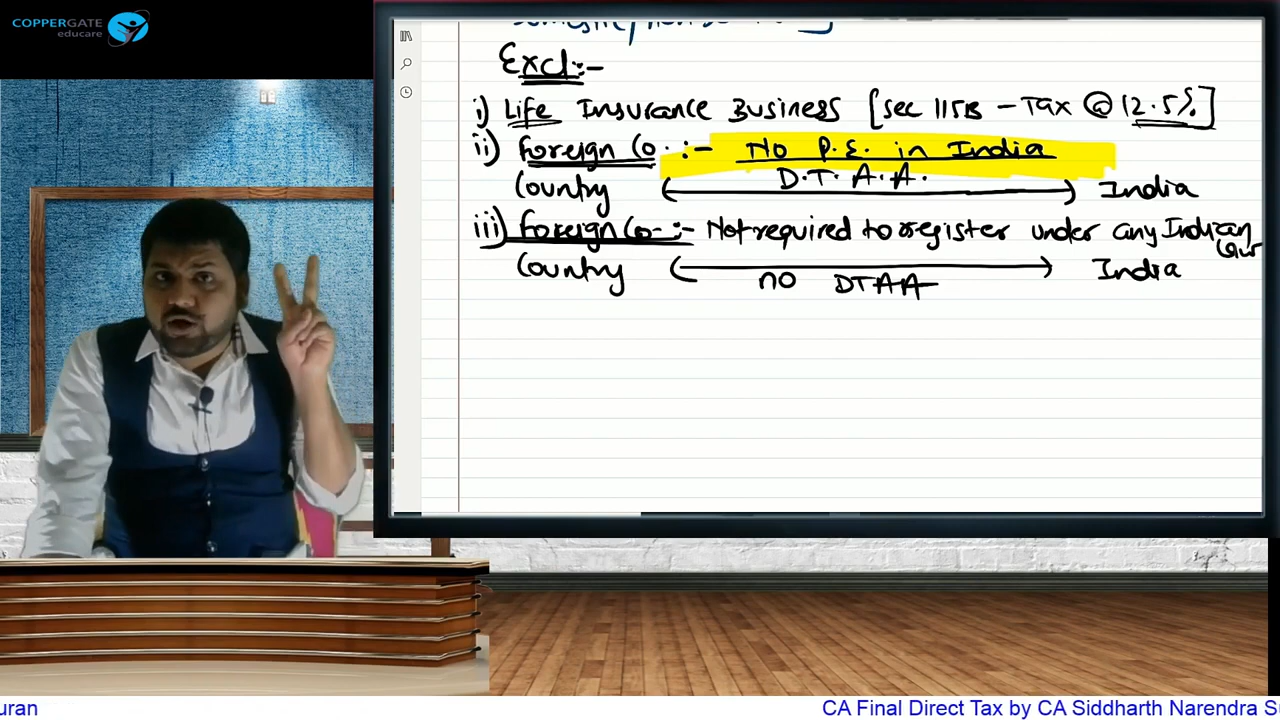 COPPERGATE
educare
Excl:-
i) Life Insurance Business [Sec 115B - Tax @ 12.5%]
ii) Foreign Co. :- No P.E. in India
Country D.T.A.A. India
iii) Foreign Co. :- Not required to register under any Indian
Country no DTAA India
uran
CA Final Direct Tax by CA Siddharth Narendra S